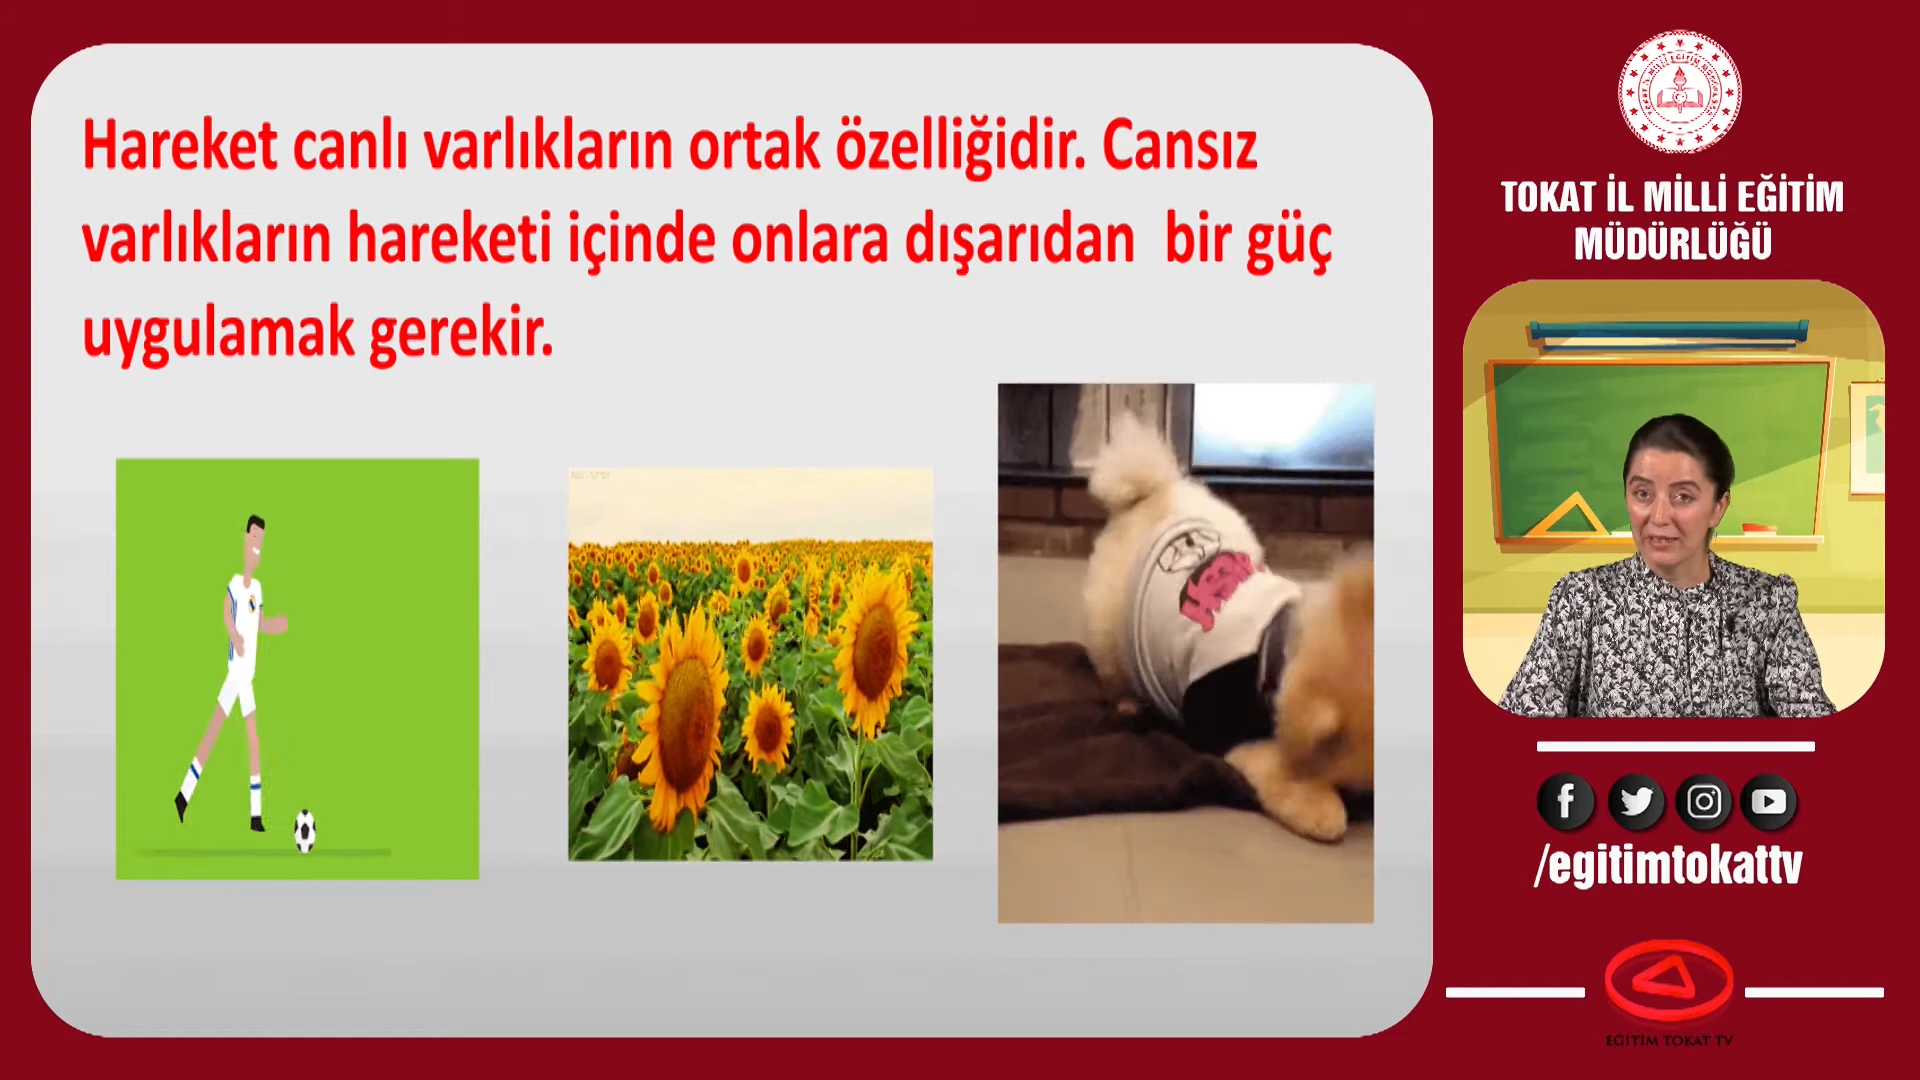 Hareket canlı varlıkların ortak özelliğidir. Cansız
varlıkların hareketi içinde onlara dışarıdan bir güç
uygulamak gerekir.
TOKAT İL MİLLİ EĞİTİM
MÜDÜRLÜĞÜ
/egitimtokattv
EĞİTİM TOKAT TV